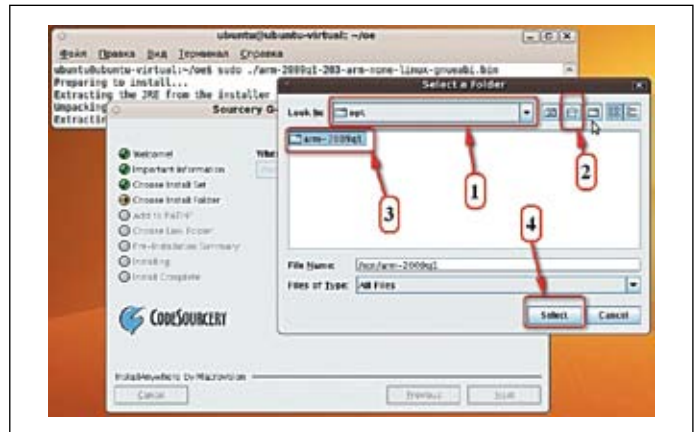 ubuntu@ubuntu-virtual: ~/oe
Файл Правка Вид Терминал Справка
ubuntu@ubuntu-virtual:~/oe$ sudo ./arm-2009q1-203-arm-none-linux-gnueabi.bin
Preparing to install...
Extracting the JRE from the installer
Unpacking
Extractin
Sourcery G-
Select a Folder
Look In: opt
arm-2009q1
1
2
3
4
Welcome!
Important Information
Choose Install Set
Choose Install Folder
Add to PATH?
Choose Link Folder
Pre-Installation Summary
Installing
Install Complete
File Name: /opt/arm-2009q1
Files of Type: All Files
Select Cancel
CODESOURCERY
InstallAnywhere by Macrovision
Cancel Previous